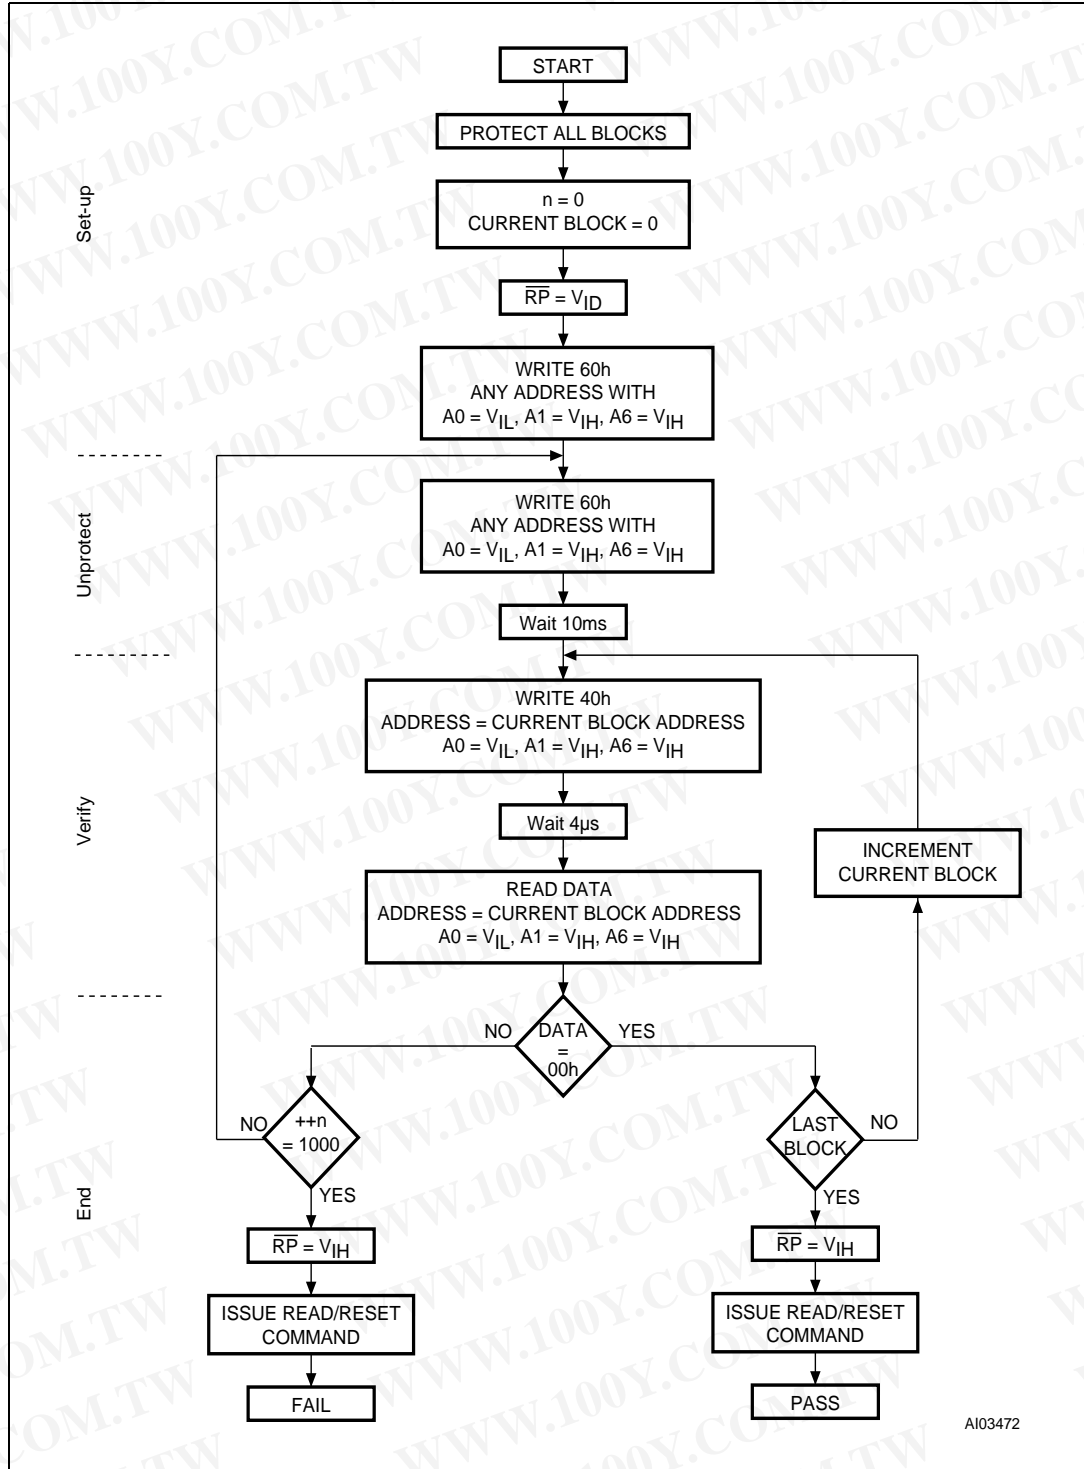 START
PROTECT ALL BLOCKS
n = 0
CURRENT BLOCK = 0
Set-up
R̅P̅ = VID
WRITE 60h
ANY ADDRESS WITH
A0 = VIL, A1 = VIH, A6 = VIH
WRITE 60h
ANY ADDRESS WITH
A0 = VIL, A1 = VIH, A6 = VIH
Unprotect
Wait 10ms
WRITE 40h
ADDRESS = CURRENT BLOCK ADDRESS
A0 = VIL, A1 = VIH, A6 = VIH
Verify
Wait 4µs
INCREMENT
CURRENT BLOCK
READ DATA
ADDRESS = CURRENT BLOCK ADDRESS
A0 = VIL, A1 = VIH, A6 = VIH
NO
DATA
=
00h
YES
NO
++n
= 1000
LAST
BLOCK
NO
YES
YES
End
R̅P̅ = VIH
R̅P̅ = VIH
ISSUE READ/RESET
COMMAND
ISSUE READ/RESET
COMMAND
FAIL
PASS
AI03472
WWW.100Y.COM.TW